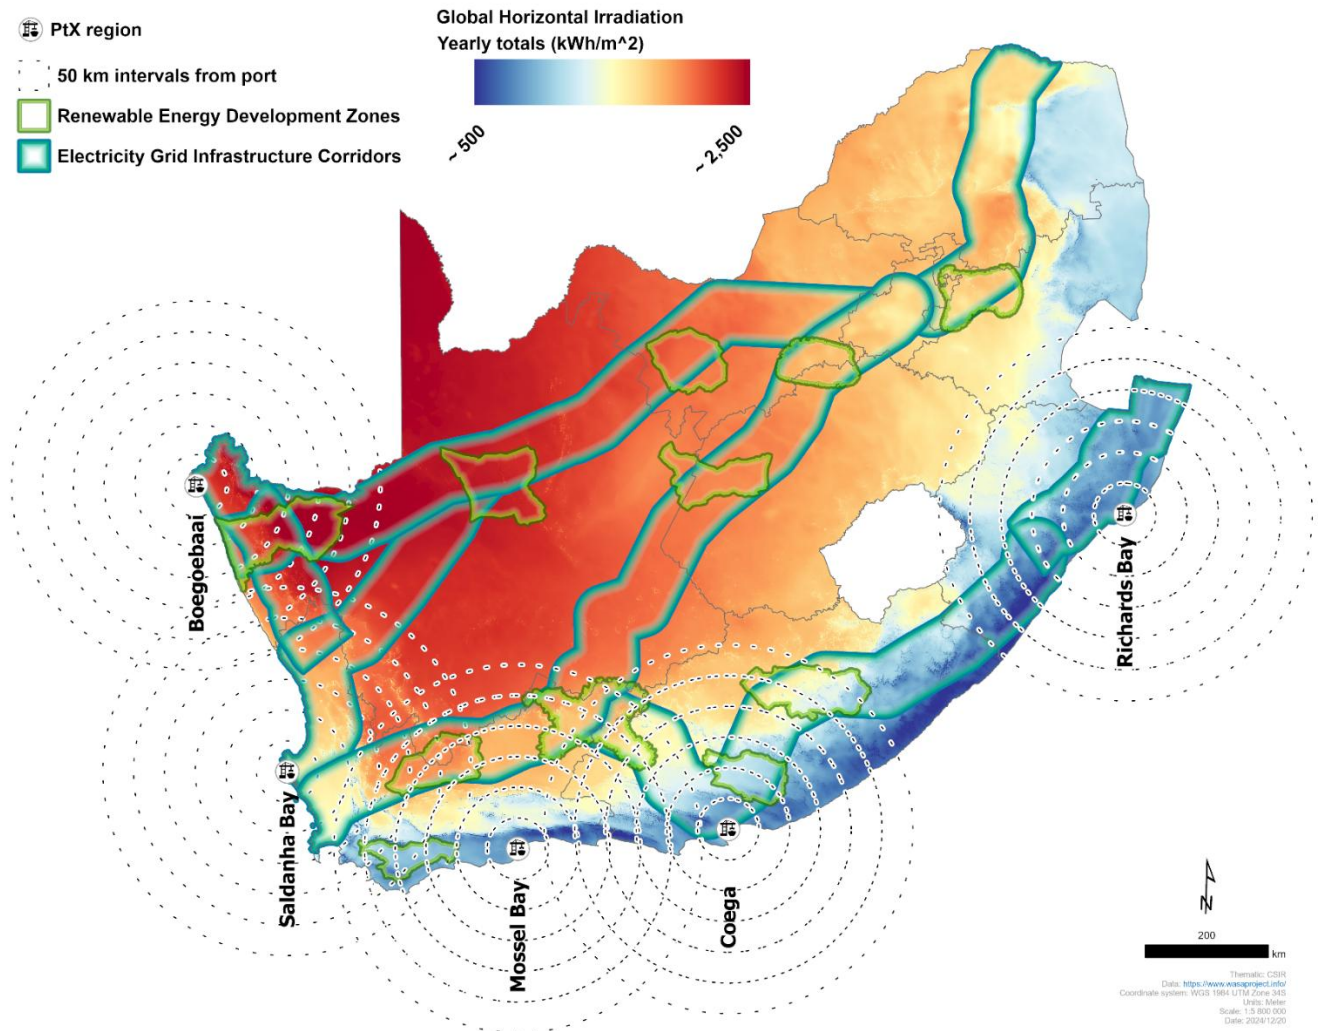 Global Horizontal Irradiation
Yearly totals (kWh/m^2)
~ 500
~ 2,500
PtX region
50 km intervals from port
Renewable Energy Development Zones
Electricity Grid Infrastructure Corridors
Boegoebaai
Saldanha Bay
Mossel Bay
Coega
Richards Bay
N
200
km
Thematic: CSIR
Data: https://www.wasaproject.info/
Coordinate system: WGS 1984 UTM Zone 34S
Units: Meter
Scale: 1:5 800 000
Date: 2024/12/20